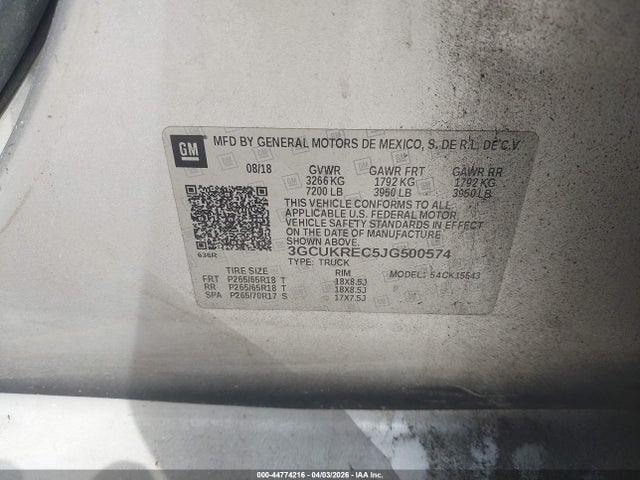 GM MFD BY GENERAL MOTORS DE MEXICO, S. DE R.L. DE C.V
08/18 GVWR GAWR FRT GAWR RR
3266 KG 1792 KG 1792 KG
7200 LB 3950 LB 3950 LB
THIS VEHICLE CONFORMS TO ALL
APPLICABLE U.S. FEDERAL MOTOR
VEHICLE SAFETY STANDARDS IN EFFECT
ON THE DATE OF MANUFACTURE SHOWN ABOVE.
636R 3GCUKREC5JG500574
TYPE: TRUCK
TIRE SIZE RIM MODEL: 54CK15543
FRT P265/65R18 T 18X8.5J
RR P265/65R18 T 18X8.5J
SPA P265/70R17 S 17X7.5J
000-44774216 | 04/03/2026 | IAA Inc.